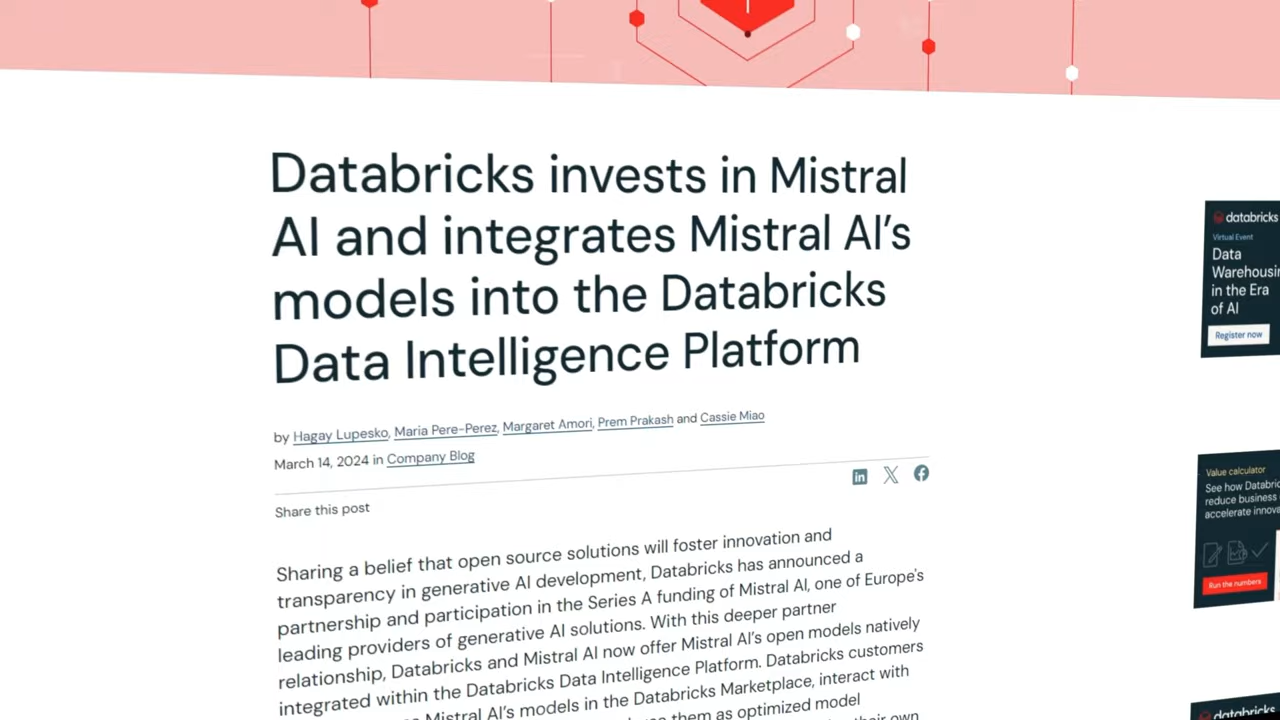 Databricks invests in Mistral
AI and integrates Mistral AI's
models into the Databricks
Data Intelligence Platform
by Hagay Lupesko, Maria Pere-Perez, Margaret Amori, Prem Prakash and Cassie Miao
March 14, 2024 in Company Blog
Share this post
Sharing a belief that open source solutions will foster innovation and
transparency in generative AI development, Databricks has announced a
partnership and participation in the Series A funding of Mistral AI, one of Europe's
leading providers of generative AI solutions. With this deeper partner
relationship, Databricks and Mistral AI now offer Mistral AI's open models natively
integrated within the Databricks Data Intelligence Platform. Databricks customers
Mistral AI's models in the Databricks Marketplace, interact with
them as optimized model
their own
databricks
Virtual Event
Data
in the Era
of AI
Register now
Value calculator
See how
reduce business
accelerate
Run the numbers
databricks